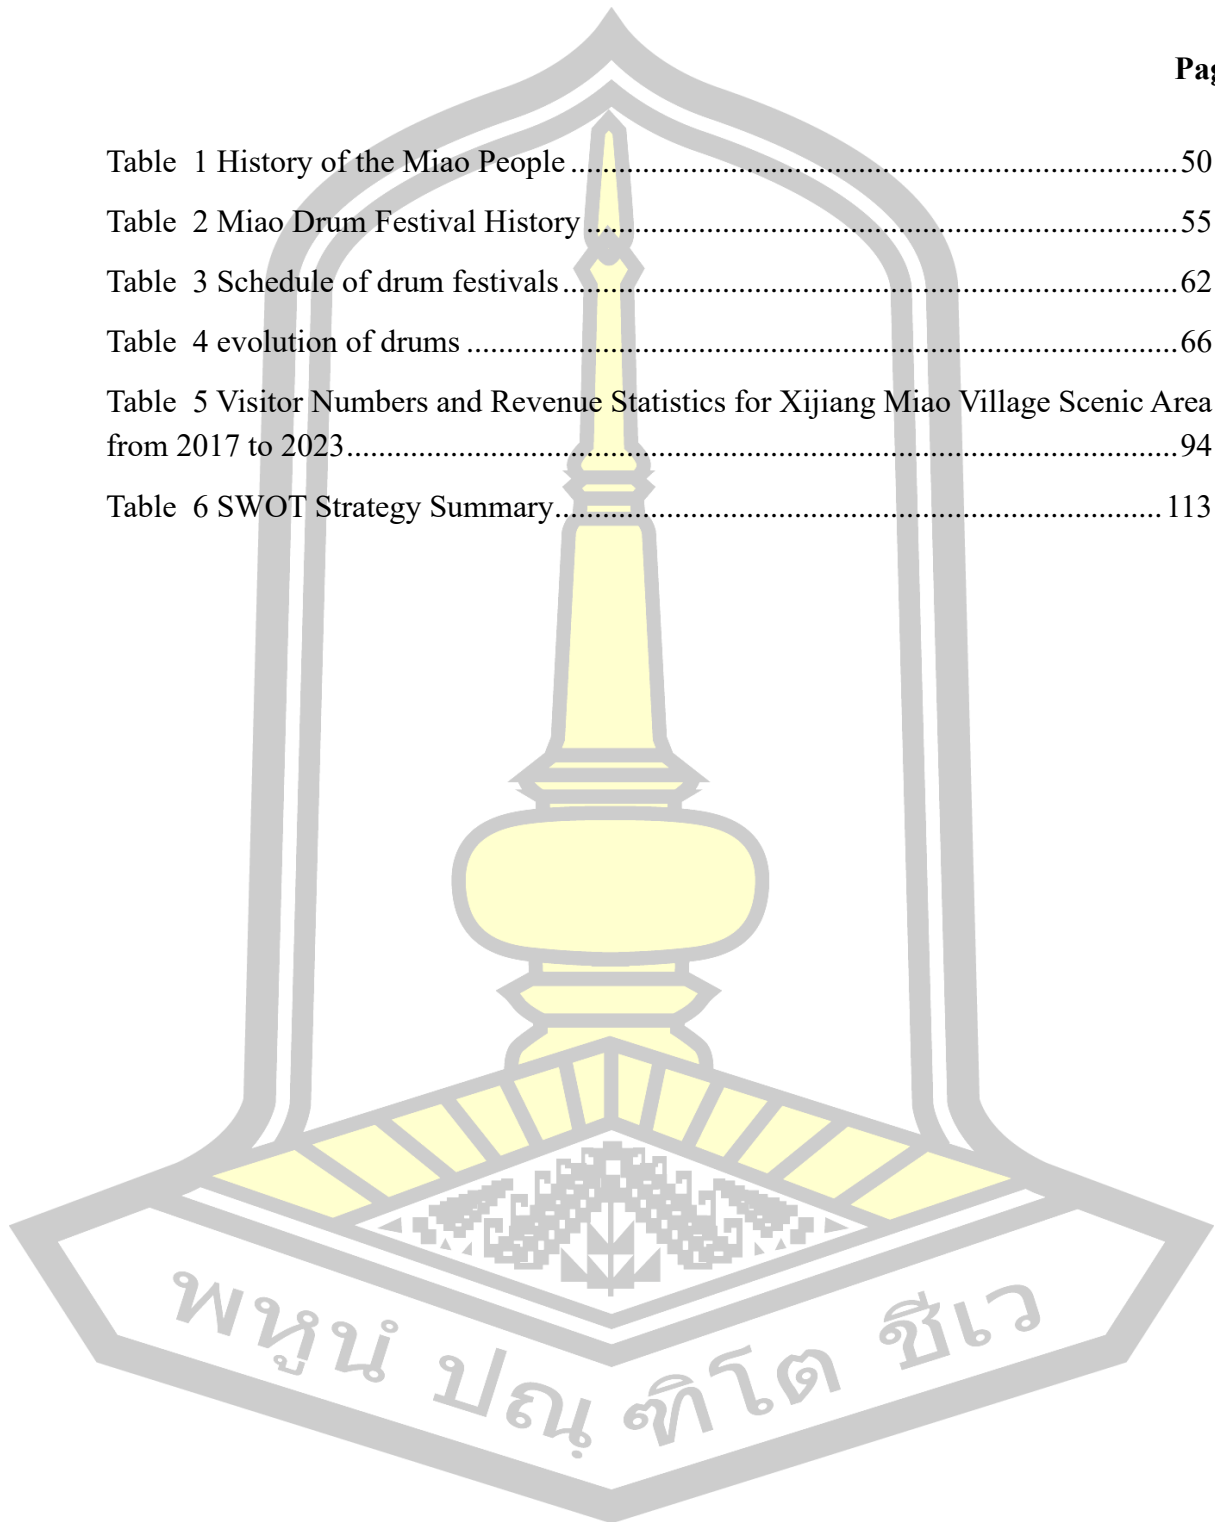 Pag
Table 1 History of the Miao People.......................................................................................50
Table 2 Miao Drum Festival History.....................................................................................55
Table 3 Schedule of drum festivals........................................................................................62
Table 4 evolution of drums......................................................................................................66
Table 5 Visitor Numbers and Revenue Statistics for Xijiang Miao Village Scenic Area
from 2017 to 2023.....................................................................................................................94
Table 6 SWOT Strategy Summary.......................................................................................113
พหูนํ ปณฺ ฑิโต ชีเว